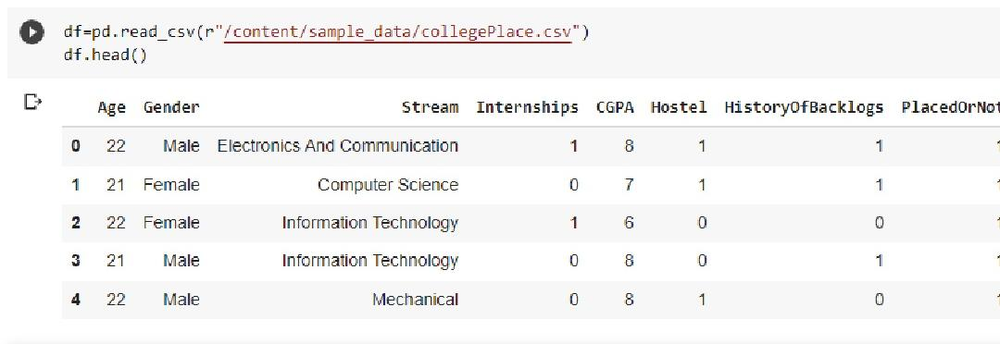 df=pd.read_csv(r"/content/sample_data/collegePlace.csv")
df.head()
Age Gender Stream Internships CGPA Hostel HistoryOfBacklogs PlacedOrNot
0 22 Male Electronics And Communication 1 8 1 1 1
1 21 Female Computer Science 0 7 1 1 1
2 22 Female Information Technology 1 6 0 0 1
3 21 Male Information Technology 0 8 0 1 1
4 22 Male Mechanical 0 8 1 0 1